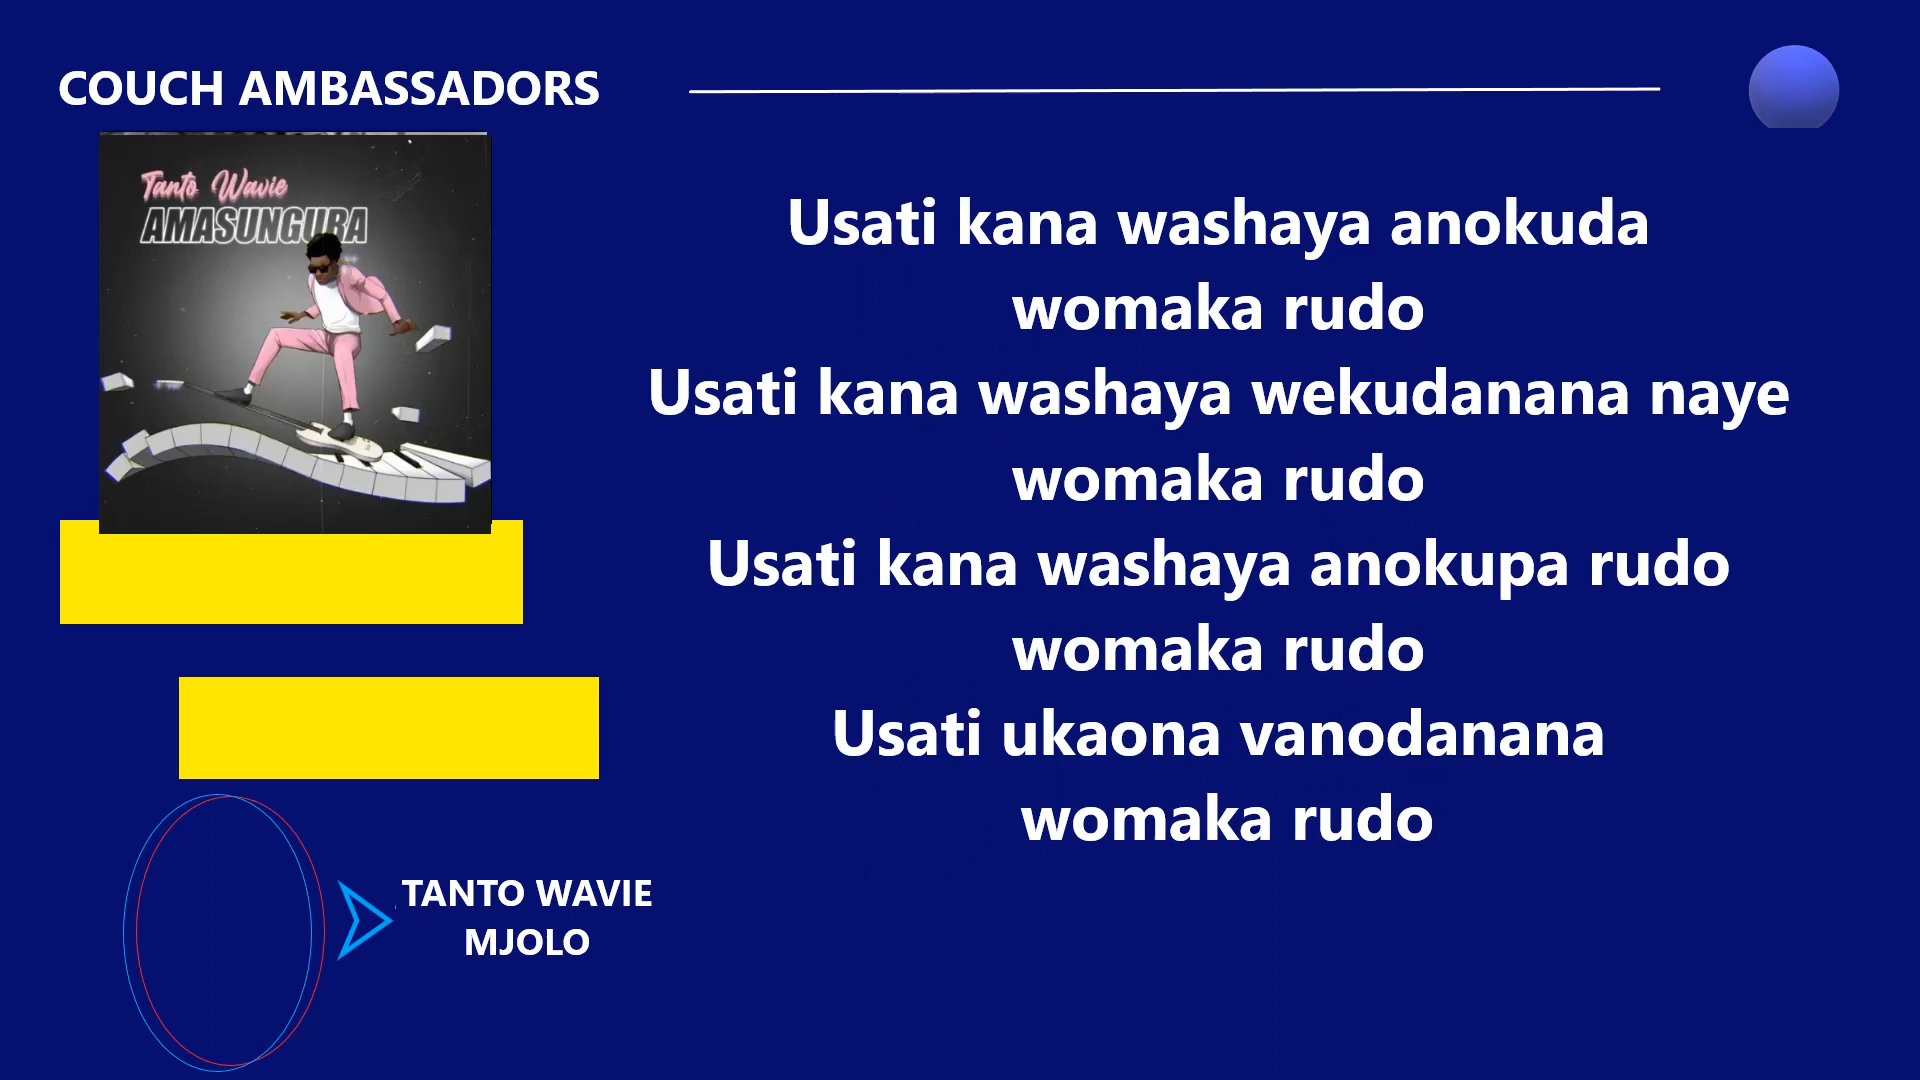 COUCH AMBASSADORS
Tanto Wavie
AMASUNGURA
Usati kana washaya anokuda
womaka rudo
Usati kana washaya wekudanana naye
womaka rudo
Usati kana washaya anokupa rudo
womaka rudo
Usati ukaona vanodanana
womaka rudo
TANTO WAVIE
MJOLO